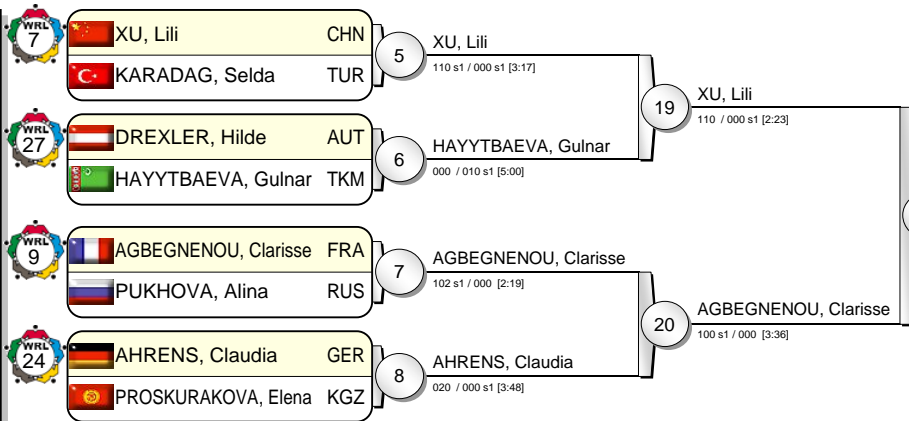 WRL
7
XU, Lili CHN
KARADAG, Selda TUR
5
XU, Lili
110 s1 / 000 s1 [3:17]
WRL
27
DREXLER, Hilde AUT
HAYYTBAEVA, Gulnar TKM
6
HAYYTBAEVA, Gulnar
000 / 010 s1 [5:00]
19
XU, Lili
110 / 000 s1 [2:23]
WRL
9
AGBEGNENOU, Clarisse FRA
PUKHOVA, Alina RUS
7
AGBEGNENOU, Clarisse
102 s1 / 000 [2:19]
WRL
24
AHRENS, Claudia GER
PROSKURAKOVA, Elena KGZ
8
AHRENS, Claudia
020 / 000 s1 [3:48]
20
AGBEGNENOU, Clarisse
100 s1 / 000 [3:36]